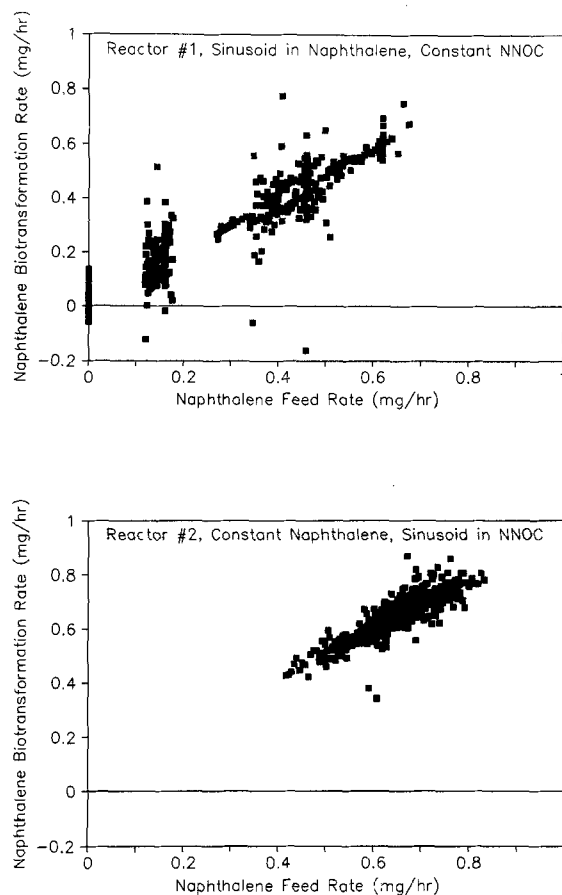 Reactor #1, Sinusoid in Naphthalene, Constant NNOC
Naphthalene Biotransformation Rate (mg/hr)
1
0.8
0.6
0.4
0.2
0
-0.2
0 0.2 0.4 0.6 0.8
Naphthalene Feed Rate (mg/hr)
Reactor #2, Constant Naphthalene, Sinusoid in NNOC
Naphthalene Biotransformation Rate (mg/hr)
1
0.8
0.6
0.4
0.2
0
-0.2
0 0.2 0.4 0.6 0.8
Naphthalene Feed Rate (mg/hr)